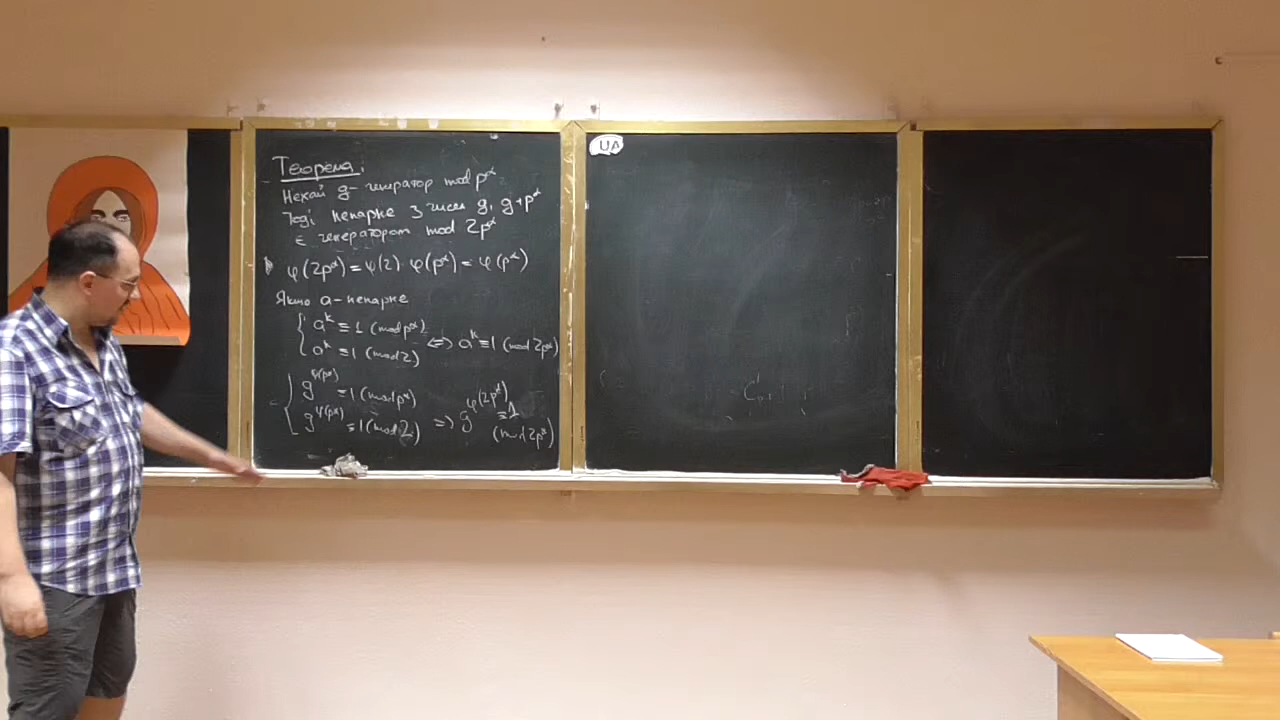 Теорема:
Нехай g - генератор mod p^α.
Тоді непарне з чисел g, g+p^α
є генератором mod 2p^α
φ(2p^α) = φ(2)·φ(p^α) = φ(p^α)
Якщо a - непарне
{ a^k ≡ 1 (mod p^α)
{ a^k ≡ 1 (mod 2) ⇔ a^k ≡ 1 (mod 2p^α)
{ g^φ(p^α) ≡ 1 (mod p^α)
{ g^φ(p^α) ≡ 1 (mod 2) ⇒ g^φ(2p^α) ≡ 1
(mod 2p^α)
UA